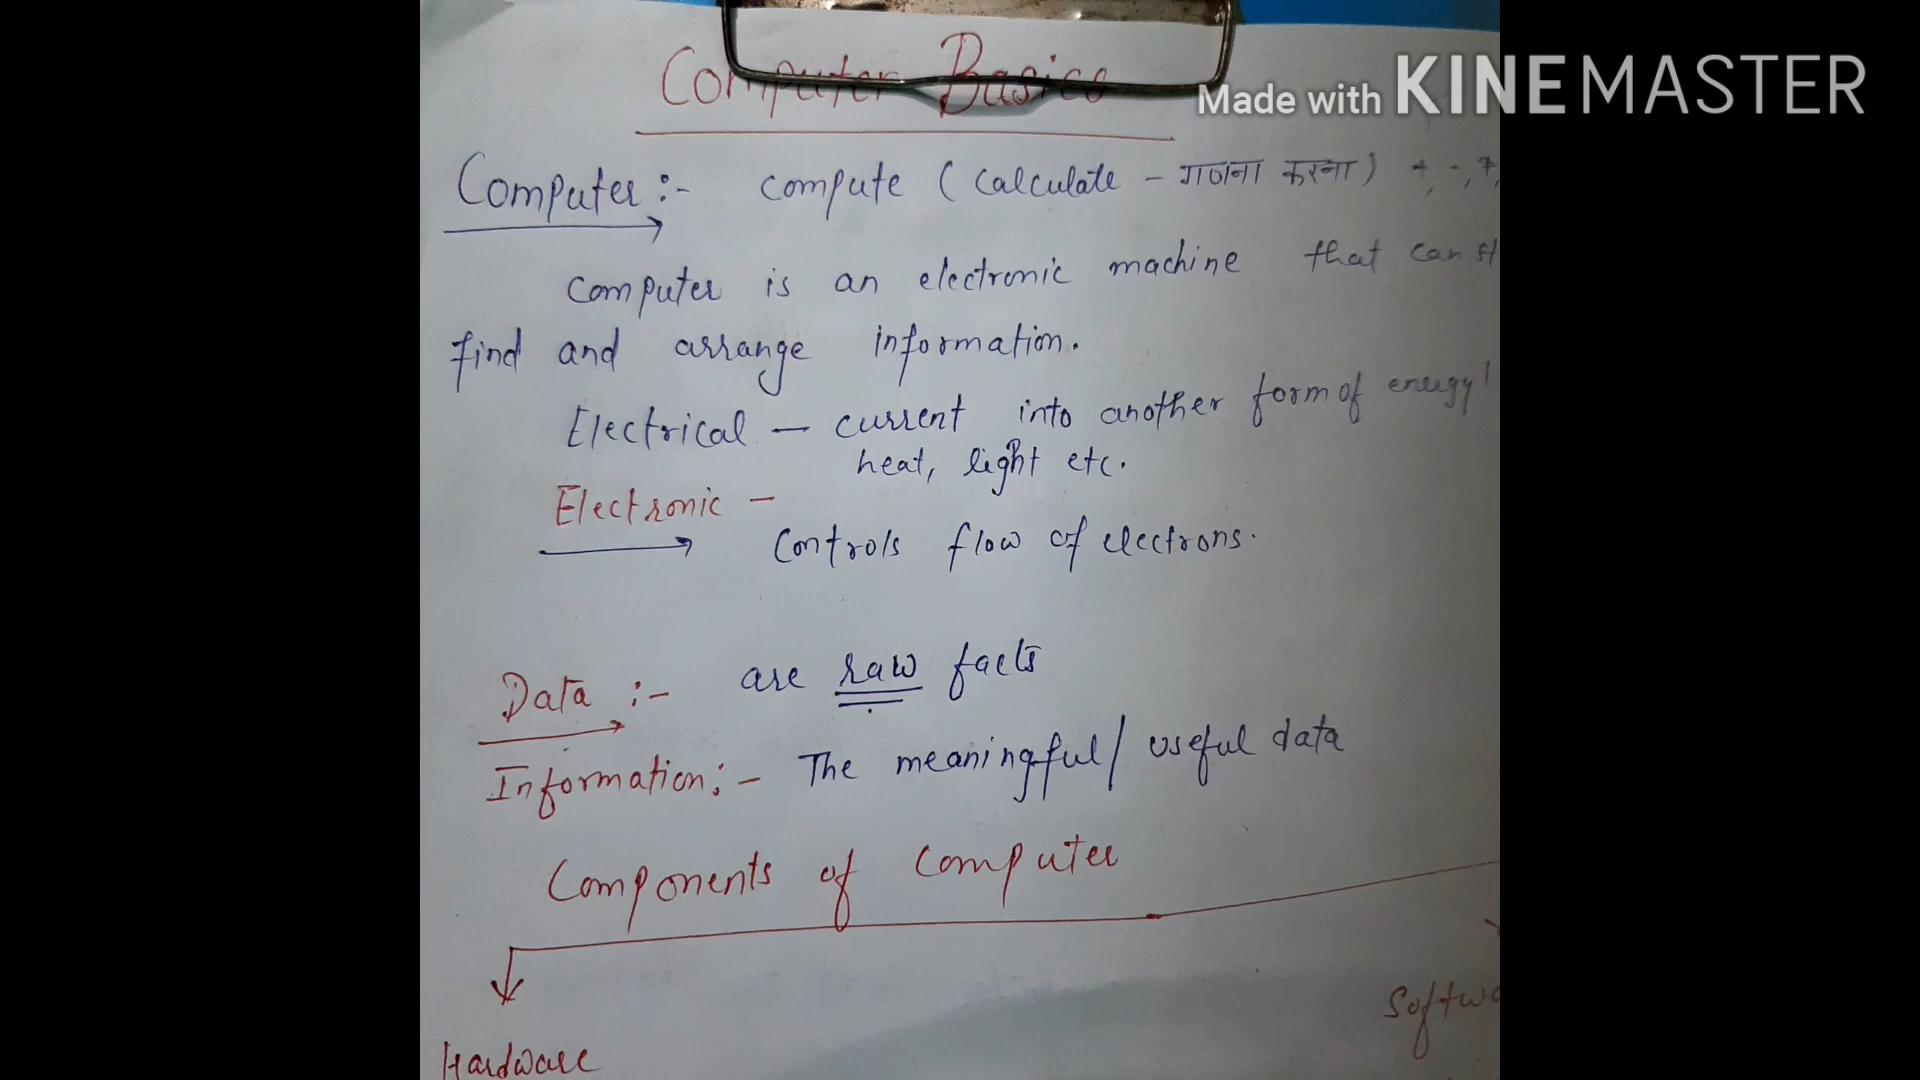 Computer Basics
Made with KINEMASTER
Computer :- compute ( calculate - गणना करना ) +, -, *,
computer is an electronic machine that can st
find and arrange information.
Electrical - current into another form of energy
heat, light etc.
Electronic -
controls flow of electrons.
Data :- are raw facts
Information :- The meaningful / useful data
Components of computer
Softwa
Hardware